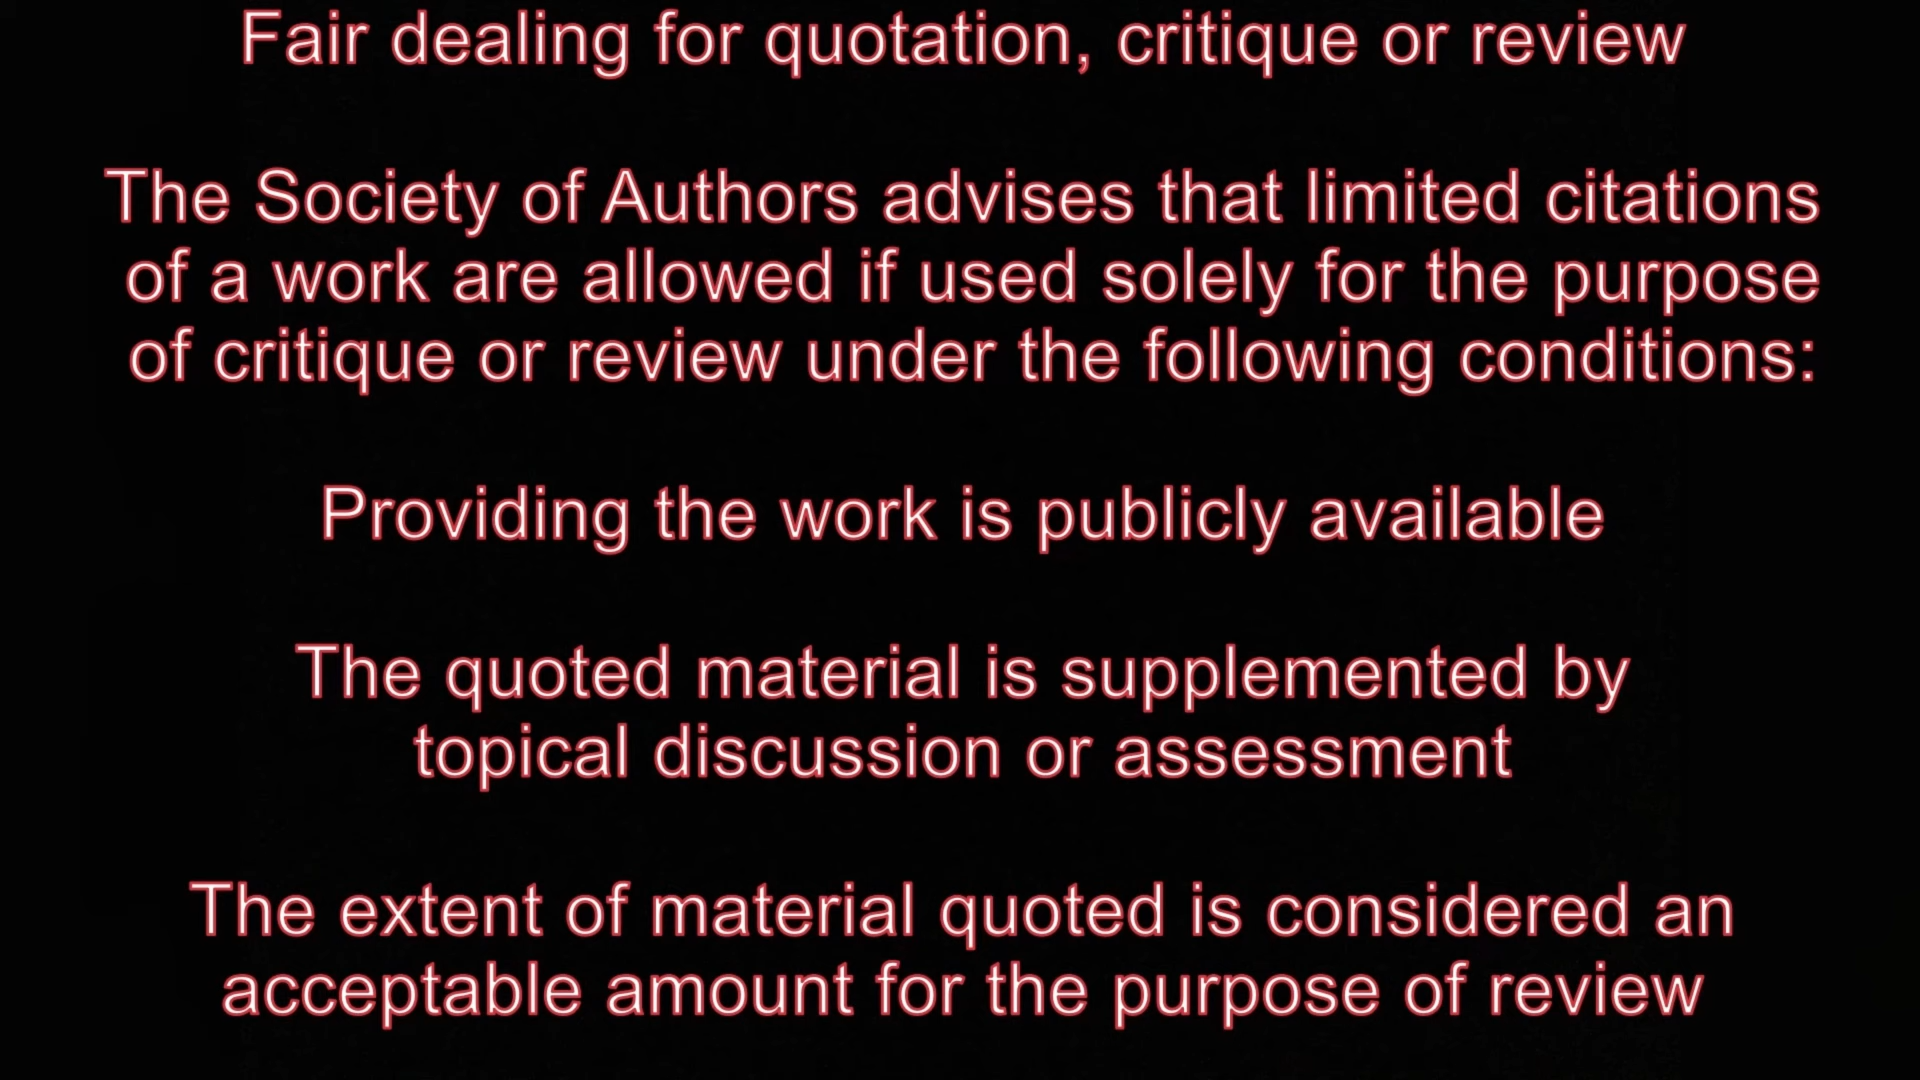 Fair dealing for quotation, critique or review
The Society of Authors advises that limited citations
of a work are allowed if used solely for the purpose
of critique or review under the following conditions:
Providing the work is publicly available
The quoted material is supplemented by
topical discussion or assessment
The extent of material quoted is considered an
acceptable amount for the purpose of review